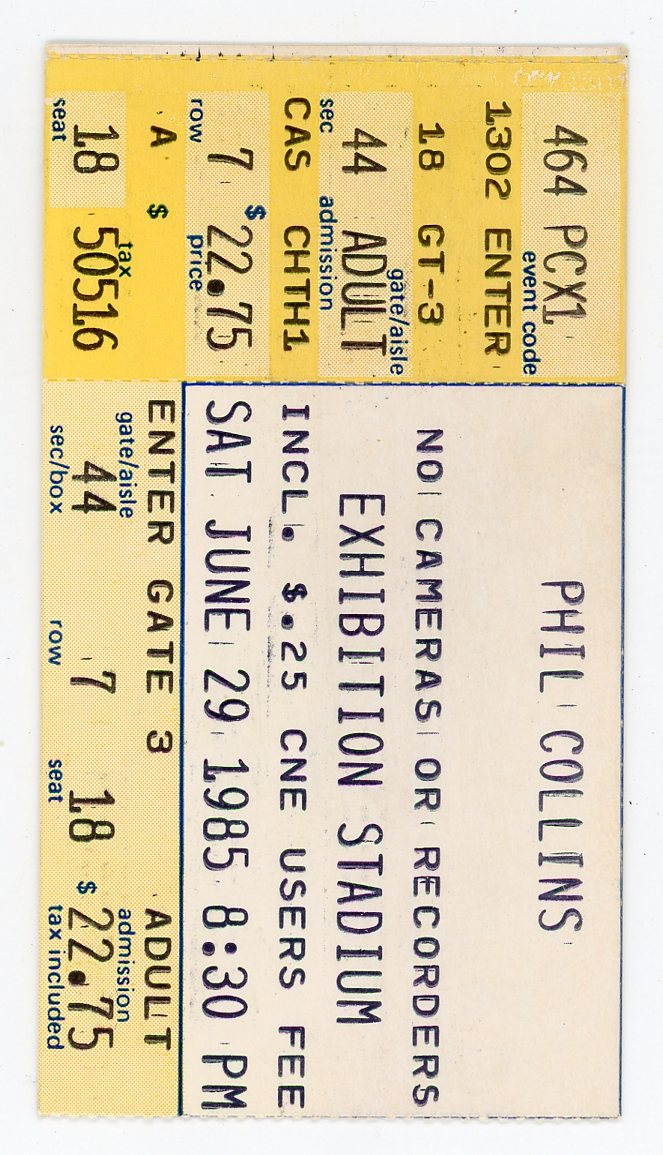 464 PCX1
event code
1302 ENTER
18 GT-3
gate/aisle
44 ADULT
sec admission
CAS CHTH1
7 $ 22.75
row price
A $
tax
18 50516
seat
PHIL COLLINS
NO CAMERAS OR RECORDERS
EXHIBITION STADIUM
INCL. $.25 CNE USERS FEE
SAT JUNE 29 1985 8:30 PM
ENTER GATE 3 ADULT
gate/aisle admission
44 7 18 $ 22.75
sec/box row seat tax included